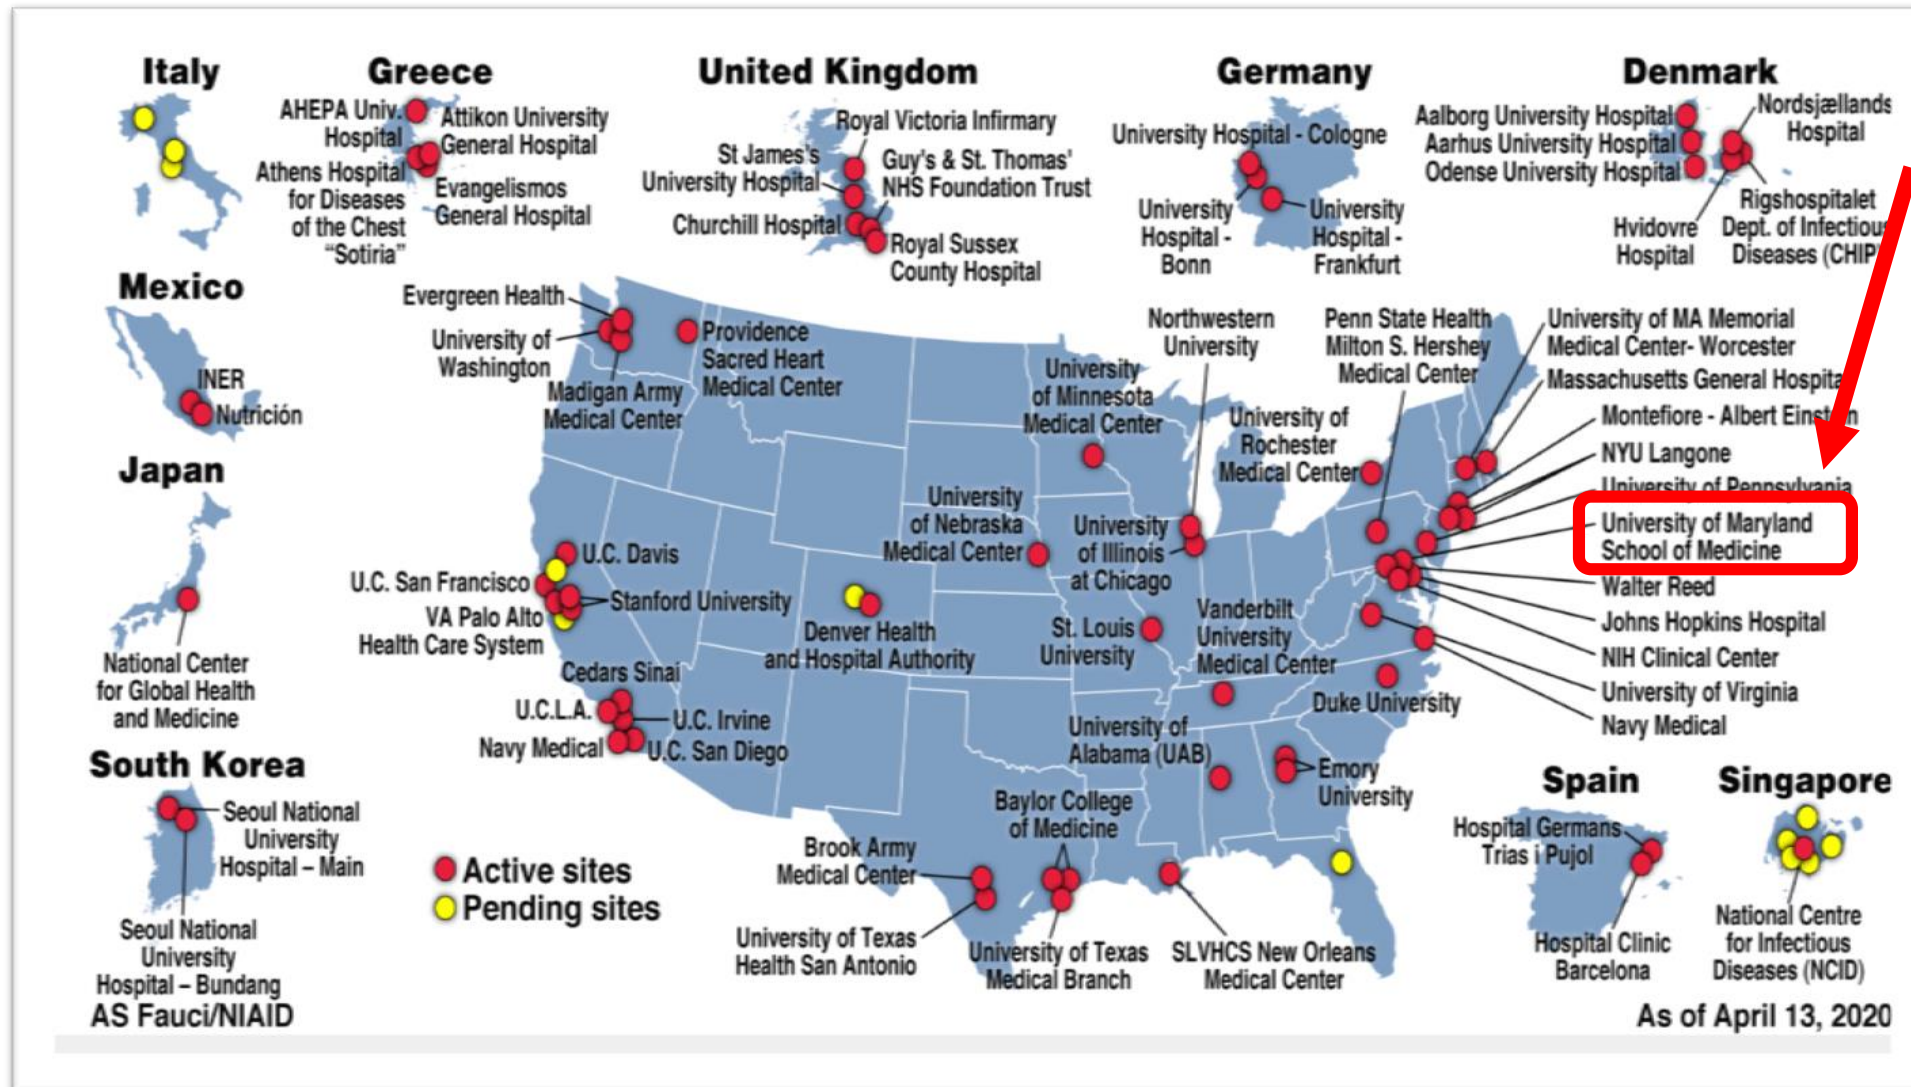 Italy
Greece
United Kingdom
Germany
Denmark
AHEPA Univ.
Hospital
Attikon University
General Hospital
Athens Hospital
for Diseases
of the Chest
“Sotiria”
Evangelismos
General Hospital
Royal Victoria Infirmary
St James's
University Hospital
Guy's & St. Thomas'
NHS Foundation Trust
Churchill Hospital
Royal Sussex
County Hospital
University Hospital - Cologne
University
Hospital -
Bonn
University
Hospital -
Frankfurt
Aalborg University Hospital
Aarhus University Hospital
Odense University Hospital
Nordsjællands
Hospital
Hvidovre
Hospital
Rigshospitalet
Dept. of Infectious
Diseases (CHIP)
Mexico
INER
Nutrición
Japan
National Center
for Global Health
and Medicine
South Korea
Seoul National
University
Hospital – Main
Seoul National
University
Hospital – Bundang
Evergreen Health
University of
Washington
Madigan Army
Medical Center
Providence
Sacred Heart
Medical Center
University
of Minnesota
Medical Center
Northwestern
University
Penn State Health
Milton S. Hershey
Medical Center
University of
Rochester
Medical Center
University of MA Memorial
Medical Center- Worcester
Massachusetts General Hospital
Montefiore - Albert Einstein
NYU Langone
University of Pennsylvania
University of Maryland
School of Medicine
Walter Reed
Johns Hopkins Hospital
NIH Clinical Center
University of Virginia
Navy Medical
University
of Nebraska
Medical Center
University
of Illinois
at Chicago
U.C. Davis
U.C. San Francisco
Stanford University
VA Palo Alto
Health Care System
Denver Health
and Hospital Authority
St. Louis
University
Vanderbilt
University
Medical Center
Duke University
Cedars Sinai
U.C.L.A.
U.C. Irvine
Navy Medical
U.C. San Diego
University of
Alabama (UAB)
Emory
University
Baylor College
of Medicine
Brook Army
Medical Center
University of Texas
Health San Antonio
University of Texas
Medical Branch
SLVHCS New Orleans
Medical Center
Spain
Hospital Germans
Trias i Pujol
Hospital Clinic
Barcelona
Singapore
National Centre
for Infectious
Diseases (NCID)
Active sites
Pending sites
AS Fauci/NIAID
As of April 13, 2020